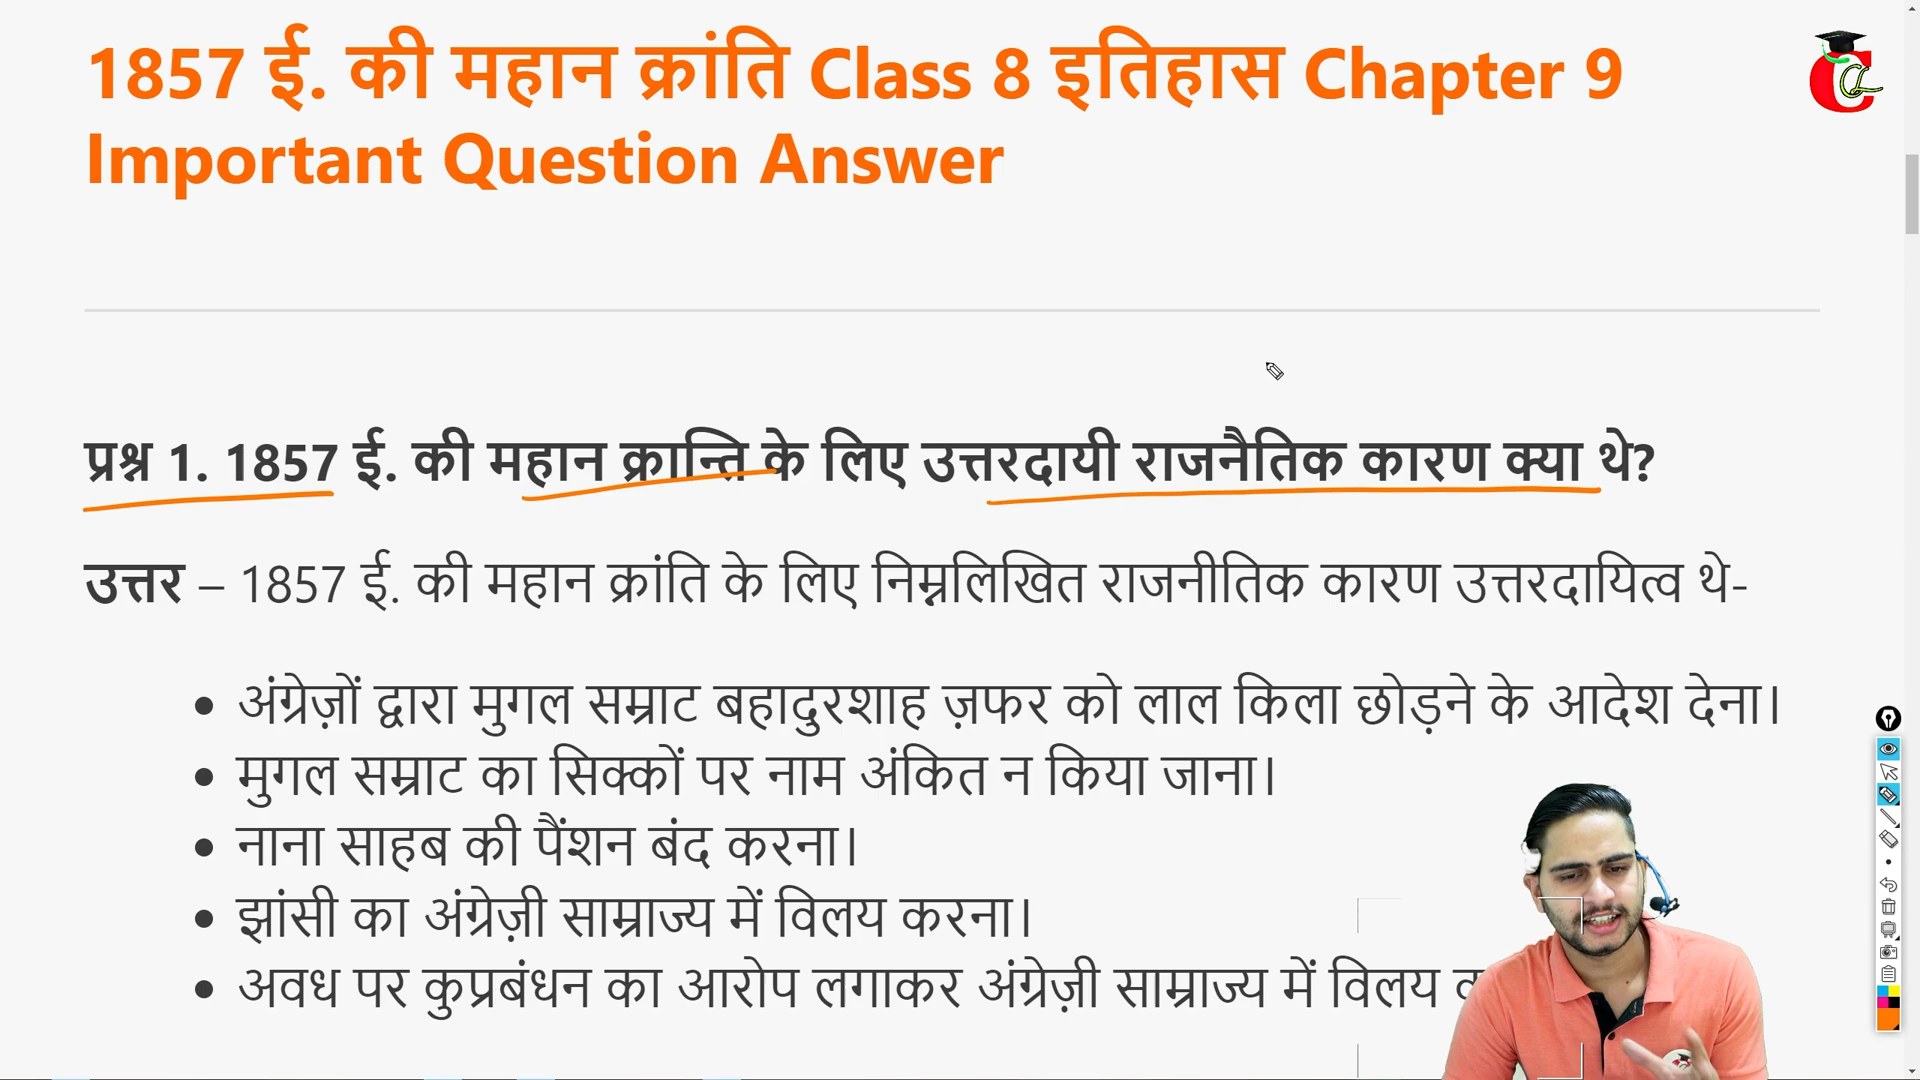 1857 ई. की महान क्रांति Class 8 इतिहास Chapter 9
Important Question Answer
प्रश्न 1. 1857 ई. की महान क्रान्ति के लिए उत्तरदायी राजनैतिक कारण क्या थे?
उत्तर – 1857 ई. की महान क्रांति के लिए निम्नलिखित राजनीतिक कारण उत्तरदायित्व थे-
• अंग्रेज़ों द्वारा मुगल सम्राट बहादुरशाह ज़फर को लाल किला छोड़ने के आदेश देना।
• मुगल सम्राट का सिक्कों पर नाम अंकित न किया जाना।
• नाना साहब की पैंशन बंद करना।
• झांसी का अंग्रेज़ी साम्राज्य में विलय करना।
• अवध पर कुप्रबंधन का आरोप लगाकर अंग्रेज़ी साम्राज्य में विलय